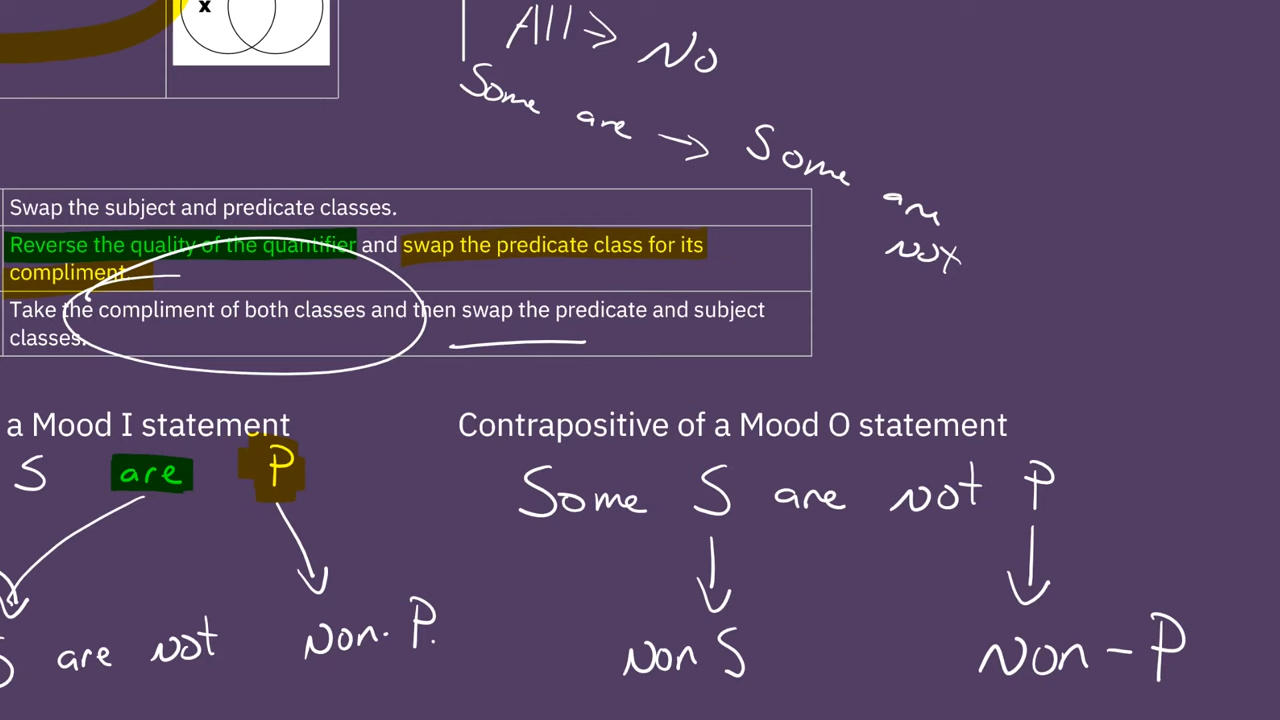 x
All → No
Some are → Some are not
Swap the subject and predicate classes.
Reverse the quality of the quantifier and swap the predicate class for its
compliment.
Take the compliment of both classes and then swap the predicate and subject
classes.
a Mood I statement
Contrapositive of a Mood O statement
S are P
Some S are not P
S are not Non-P.
Non S Non-P